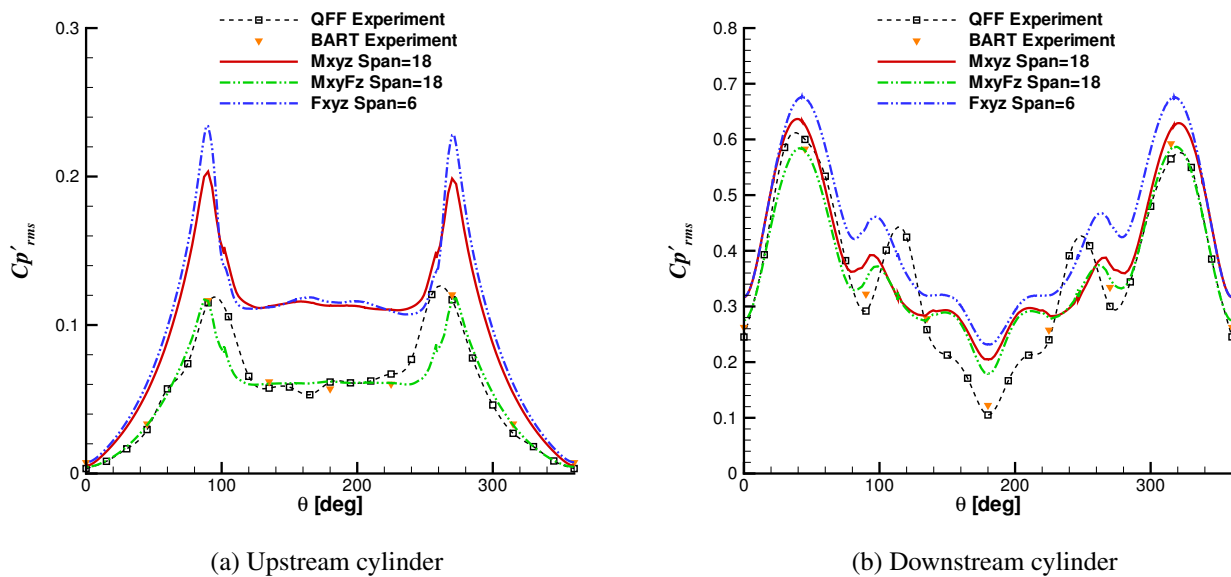 QFF Experiment
BART Experiment
Mxyz Span=18
MxyFz Span=18
Fxyz Span=6
Cp'rms
0.3
0.2
0.1
0
0 100 200 300
θ [deg]
(a) Upstream cylinder
QFF Experiment
BART Experiment
Mxyz Span=18
MxyFz Span=18
Fxyz Span=6
Cp'rms
0.8
0.7
0.6
0.5
0.4
0.3
0.2
0.1
0
0 100 200 300
θ [deg]
(b) Downstream cylinder